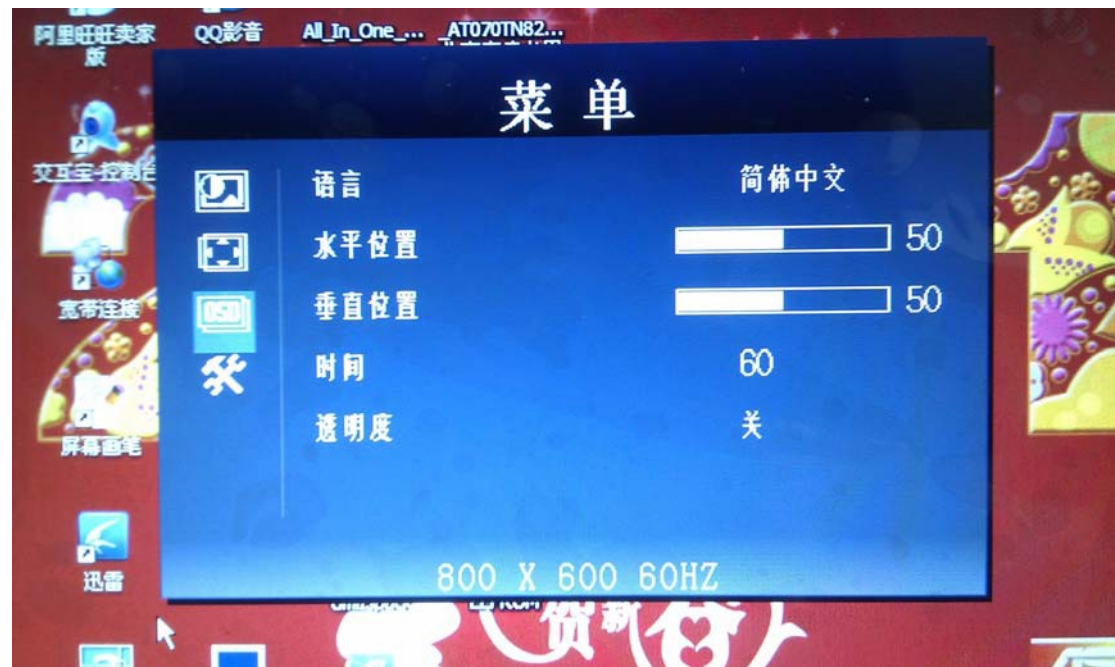 阿里旺旺卖家版
QQ影音
All_In_One_...
_AT070TN82...
交互宝-控制台
宽带连接
屏幕画笔
迅雷
菜单
语言 简体中文
水平位置 50
垂直位置 50
OSD
时间 60
透明度 关
800 X 600 60HZ
贺新